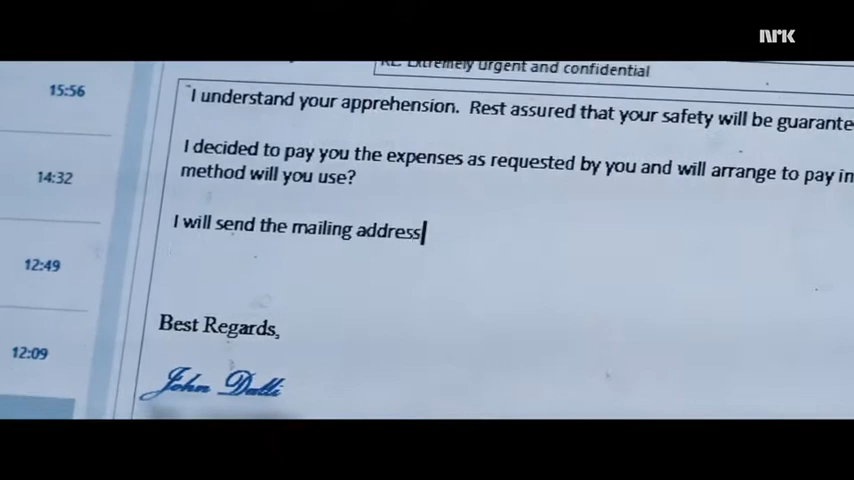 nrk
RE: Extremely urgent and confidential
15:56
I understand your apprehension. Rest assured that your safety will be guarante
I decided to pay you the expenses as requested by you and will arrange to pay in
14:32
method will you use?
I will send the mailing address
12:49
Best Regards,
12:09
John Dalli